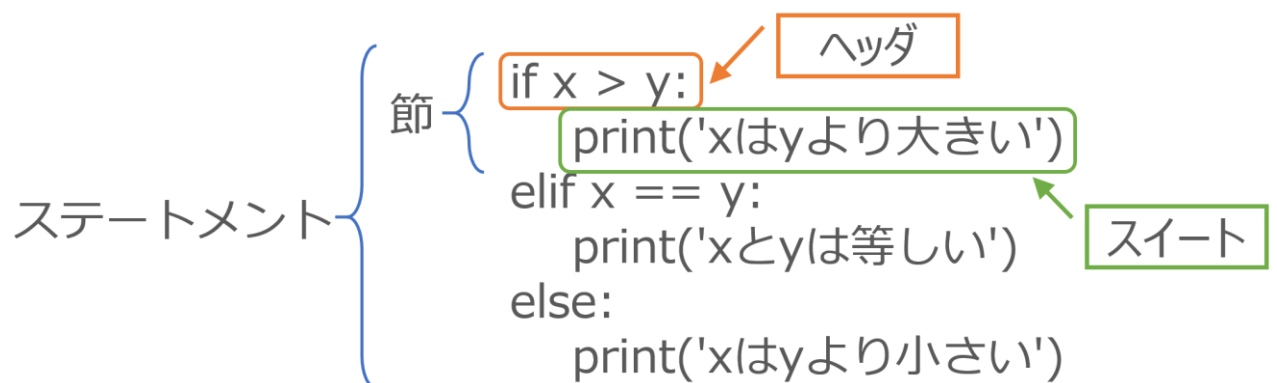 ヘッダ
節
if x > y:
print('xはyより大きい')
ステートメント
elif x == y:
print('xとyは等しい')
スイート
else:
print('xはyより小さい')